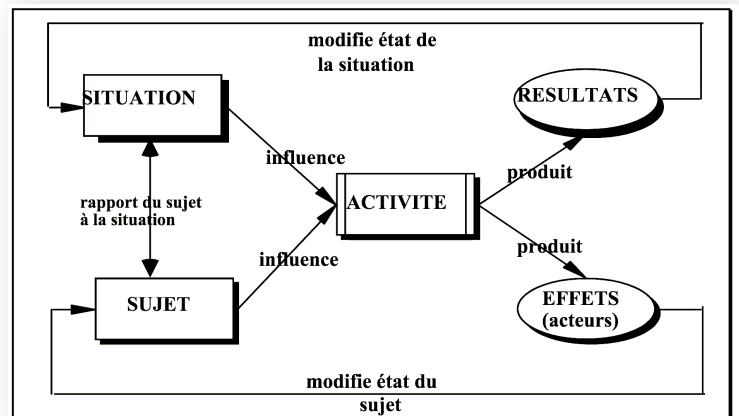 modifie état de
la situation
SITUATION
RESULTATS
influence
produit
rapport du sujet
à la situation
ACTIVITE
influence
produit
SUJET
EFFETS
(acteurs)
modifie état du
sujet